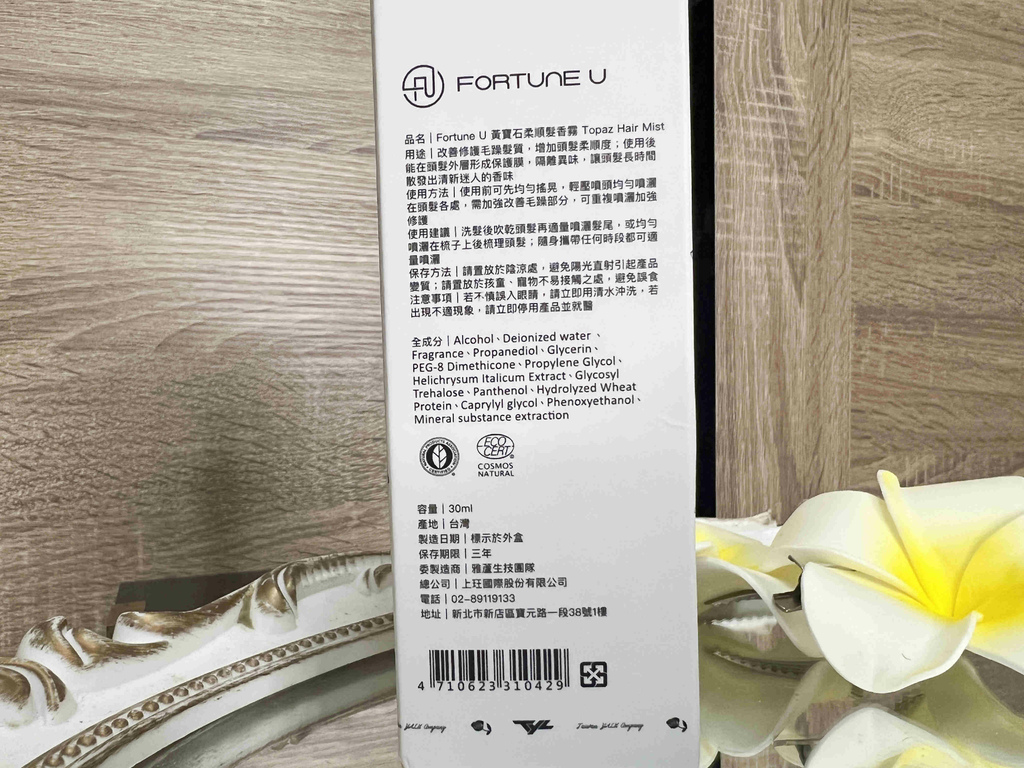 FORTUNE U
品名｜Fortune U 黃寶石柔順髮香霧 Topaz Hair Mist
用途｜改善修護毛躁髮質，增加頭髮柔順度；使用後
能在頭髮外層形成保護膜，隔離異味，讓頭髮長時間
散發出清新迷人的香味
使用方法｜使用前可先均勻搖晃，輕壓噴頭均勻噴灑
在頭髮各處，需加強改善毛躁部分，可重複噴灑加強
修護
使用建議｜洗髮後吹乾頭髮再適量噴灑髮尾，或均勻
噴灑在梳子上後梳理頭髮；隨身攜帶任何時段都可適
量噴灑
保存方法｜請置放於陰涼處，避免陽光直射引起產品
變質；請置放於孩童、寵物不易接觸之處，避免誤食
注意事項｜若不慎誤入眼睛，請立即用清水沖洗，若
出現不適現象，請立即停用產品並就醫
全成分｜Alcohol、Deionized water 、
Fragrance、Propanediol、Glycerin、
PEG-8 Dimethicone、Propylene Glycol、
Helichrysum Italicum Extract、Glycosyl
Trehalose、Panthenol、Hydrolyzed Wheat
Protein、Caprylyl glycol、Phenoxyethanol、
Mineral substance extraction
ECO
CERT
COSMOS
NATURAL
容量｜30ml
產地｜台灣
製造日期｜標示於外盒
保存期限｜三年
委製造商｜雅蘆生技團隊
總公司｜上玨國際股份有限公司
電話｜02-89119133
地址｜新北市新店區寶元路一段38號1樓
4 710623 310429
Company TYL Taiwan YALU Company